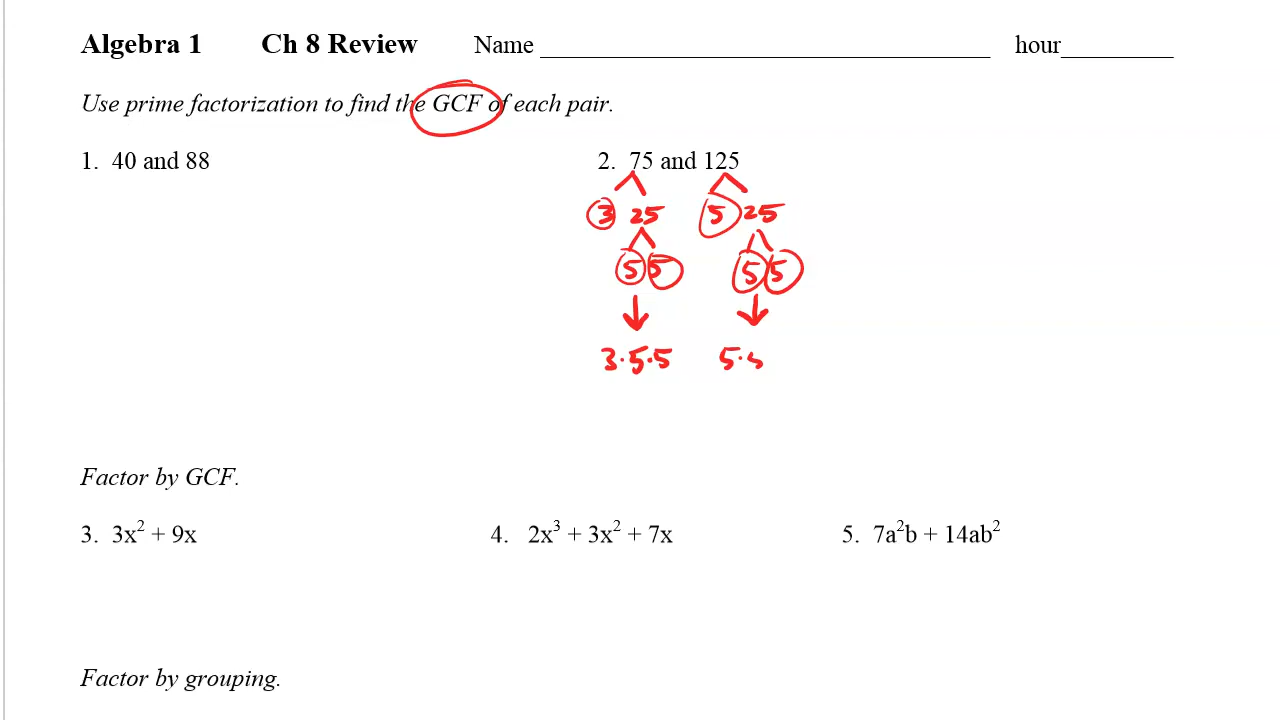 Algebra 1 Ch 8 Review Name ____________________ hour________
Use prime factorization to find the GCF of each pair.
1. 40 and 88 2. 75 and 125
3 25 5 25
5 5 5 5
3·5·5 5·
Factor by GCF.
3. 3x² + 9x 4. 2x³ + 3x² + 7x 5. 7a²b + 14ab²
Factor by grouping.